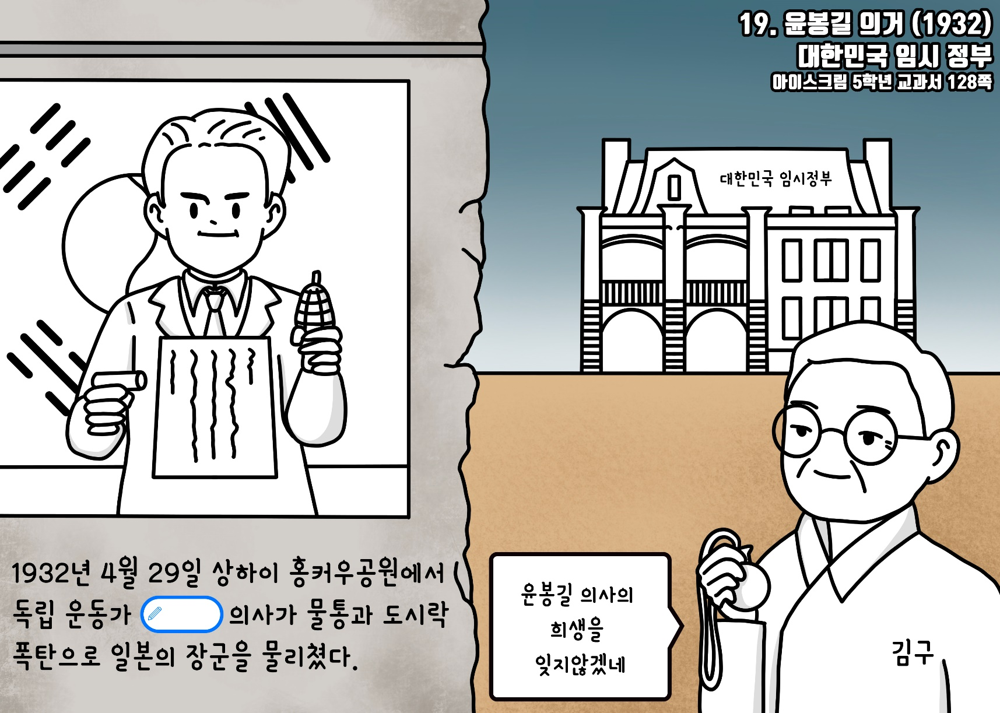 19. 윤봉길 의거 (1932)
대한민국 임시 정부
아이스크림 5학년 교과서 128쪽
대한민국 임시정부
1932년 4월 29일 상하이 홍커우공원에서
독립 운동가 의사가 물통과 도시락
폭탄으로 일본의 장군을 물리쳤다.
윤봉길 의사의
희생을
잊지않겠네
김구